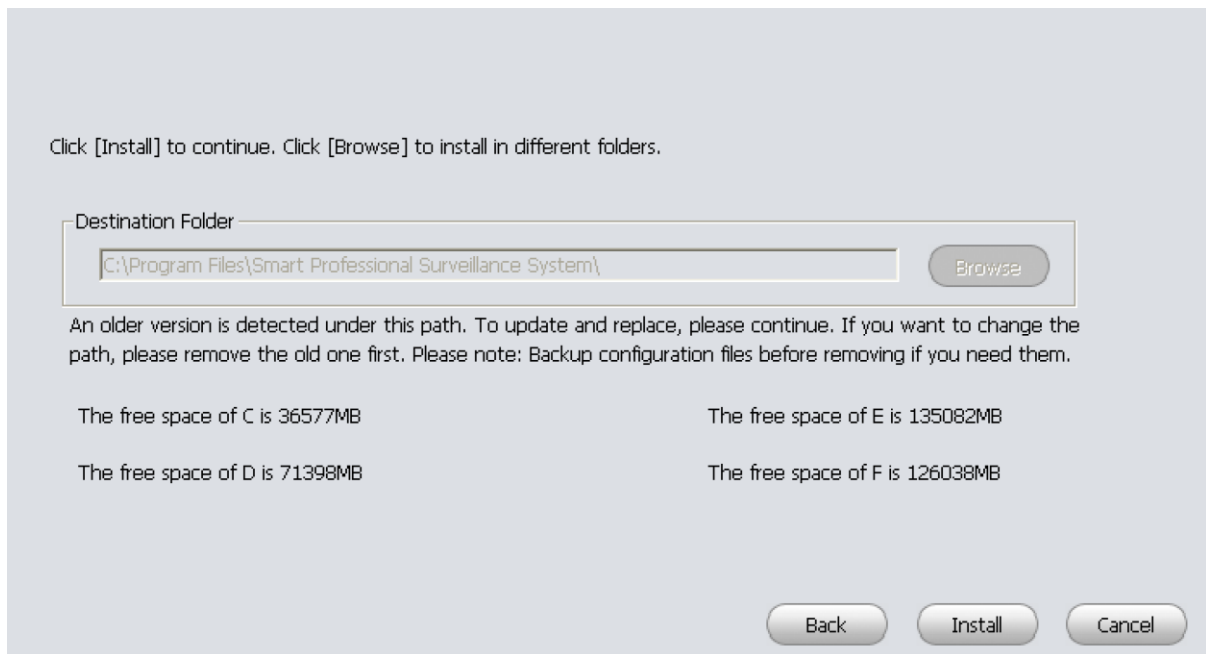 Click [Install] to continue. Click [Browse] to install in different folders.
Destination Folder
C:\Program Files\Smart Professional Surveillance System\
Browse
An older version is detected under this path. To update and replace, please continue. If you want to change the
path, please remove the old one first. Please note: Backup configuration files before removing if you need them.
The free space of C is 36577MB
The free space of E is 135082MB
The free space of D is 71398MB
The free space of F is 126038MB
Back
Install
Cancel